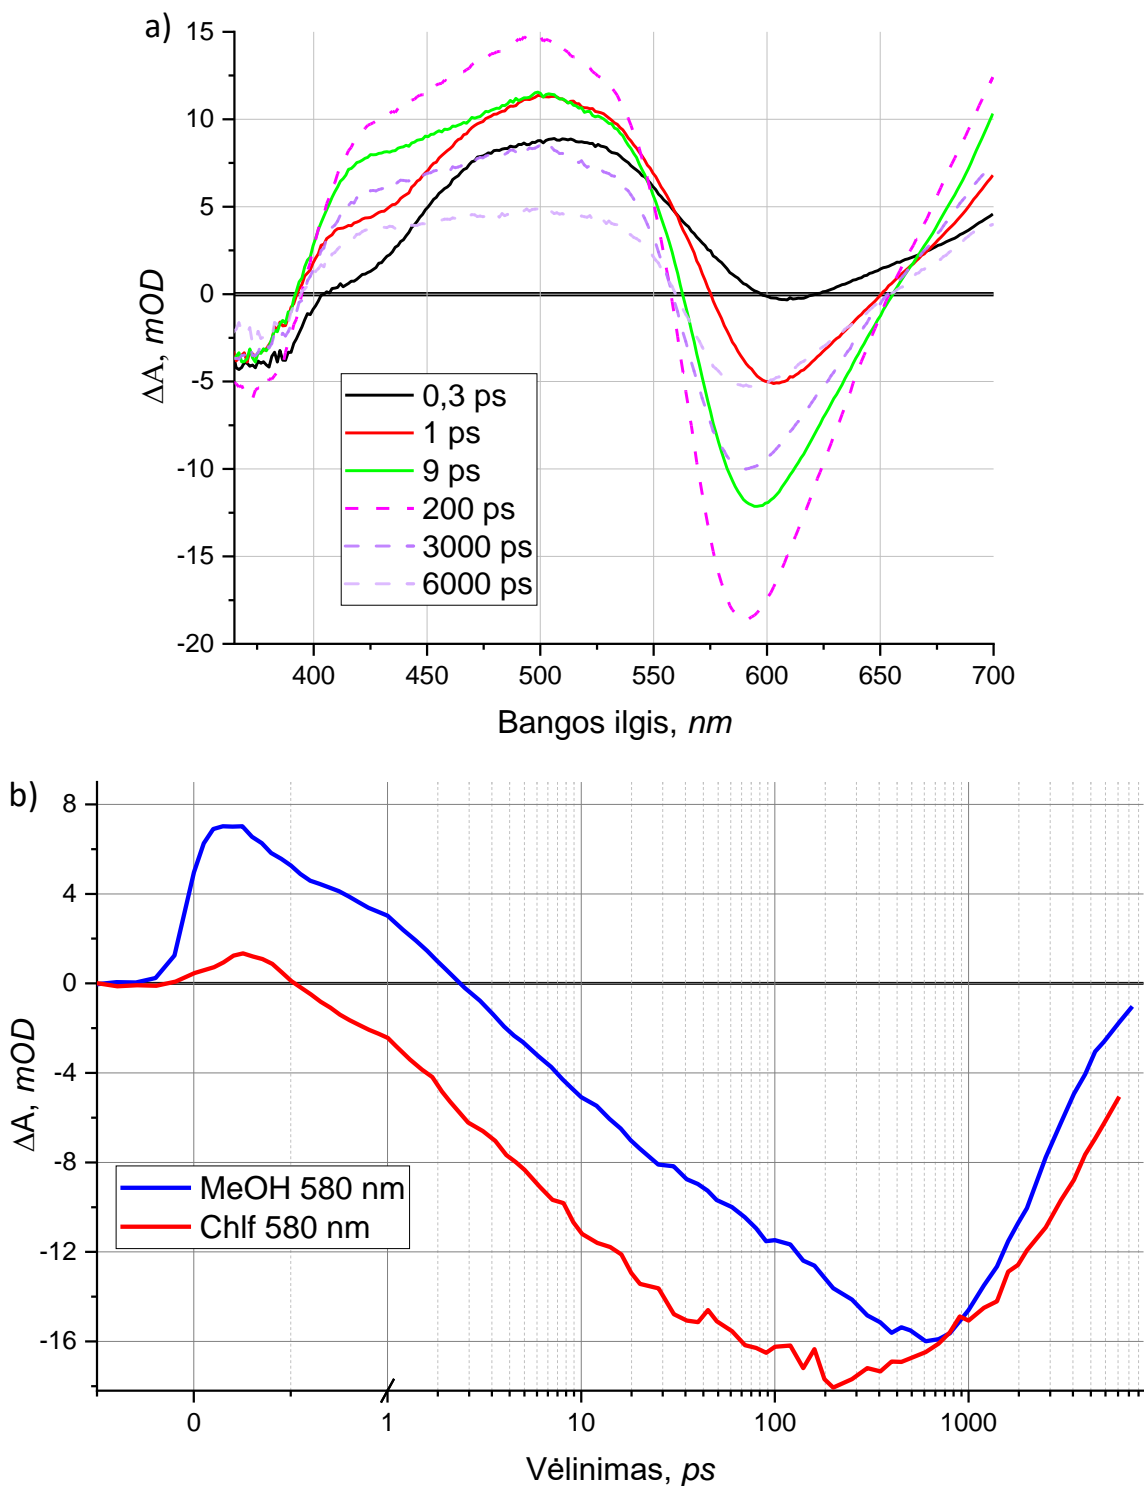 a)
15
10
5
0
-5
-10
-15
-20
ΔA, mOD
0,3 ps
1 ps
9 ps
200 ps
3000 ps
6000 ps
400 450 500 550 600 650 700
Bangos ilgis, nm
b)
8
4
0
-4
-8
-12
-16
ΔA, mOD
MeOH 580 nm
Chlf 580 nm
0 1 10 100 1000
Vėlinimas, ps